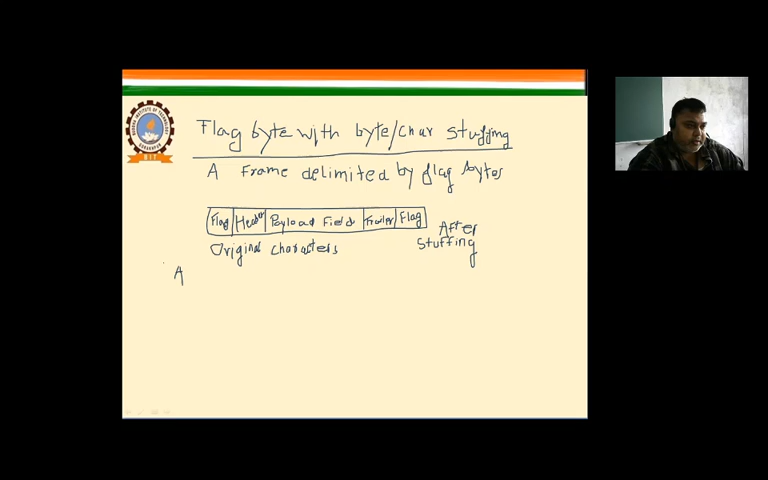 Flag byte with byte/char stuffing
A Frame delimited by flag bytes
Flag Header Payload Field Trailer Flag
After
Original characters
Stuffing
A
BIT